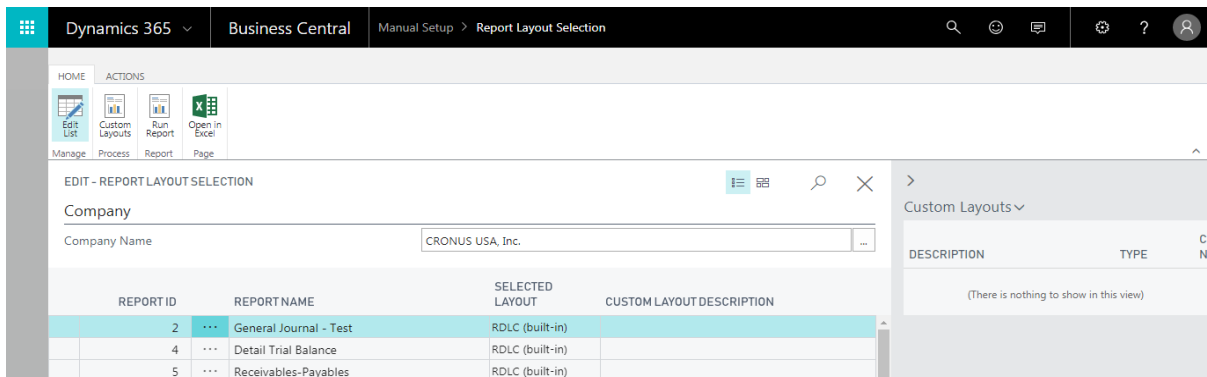 Dynamics 365 Business Central Manual Setup > Report Layout Selection ?
HOME ACTIONS
Edit List Custom Layouts Run Report Open in Excel
Manage Process Report Page
EDIT - REPORT LAYOUT SELECTION
Company
Company Name CRONUS USA, Inc. ...
REPORT ID REPORT NAME SELECTED LAYOUT CUSTOM LAYOUT DESCRIPTION
2 ... General Journal - Test RDLC (built-in)
4 ... Detail Trial Balance RDLC (built-in)
5 ... Receivables-Payables RDLC (built-in)
Custom Layouts
DESCRIPTION TYPE C N
(There is nothing to show in this view)